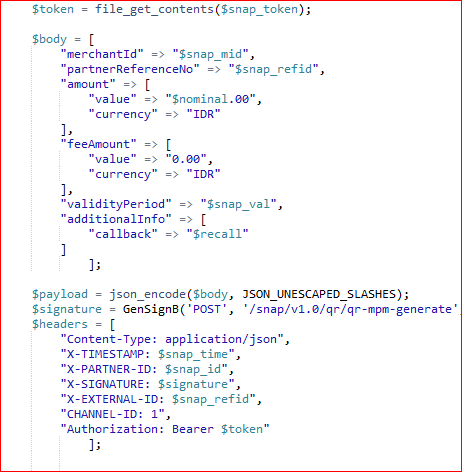 $token = file_get_contents($snap_token);
$body = [
"merchantId" => "$snap_mid",
"partnerReferenceNo" => "$snap_refid",
"amount" => [
"value" => "$nominal.00",
"currency" => "IDR"
],
"feeAmount" => [
"value" => "0.00",
"currency" => "IDR"
],
"validityPeriod" => "$snap_val",
"additionalInfo" => [
"callback" => "$recall"
]
];
$payload = json_encode($body, JSON_UNESCAPED_SLASHES);
$signature = GenSignB('POST', '/snap/v1.0/qr/qr-mpm-generate'
$headers = [
"Content-Type: application/json",
"X-TIMESTAMP: $snap_time",
"X-PARTNER-ID: $snap_id",
"X-SIGNATURE: $signature",
"X-EXTERNAL-ID: $snap_refid",
"CHANNEL-ID: 1",
"Authorization: Bearer $token"
];